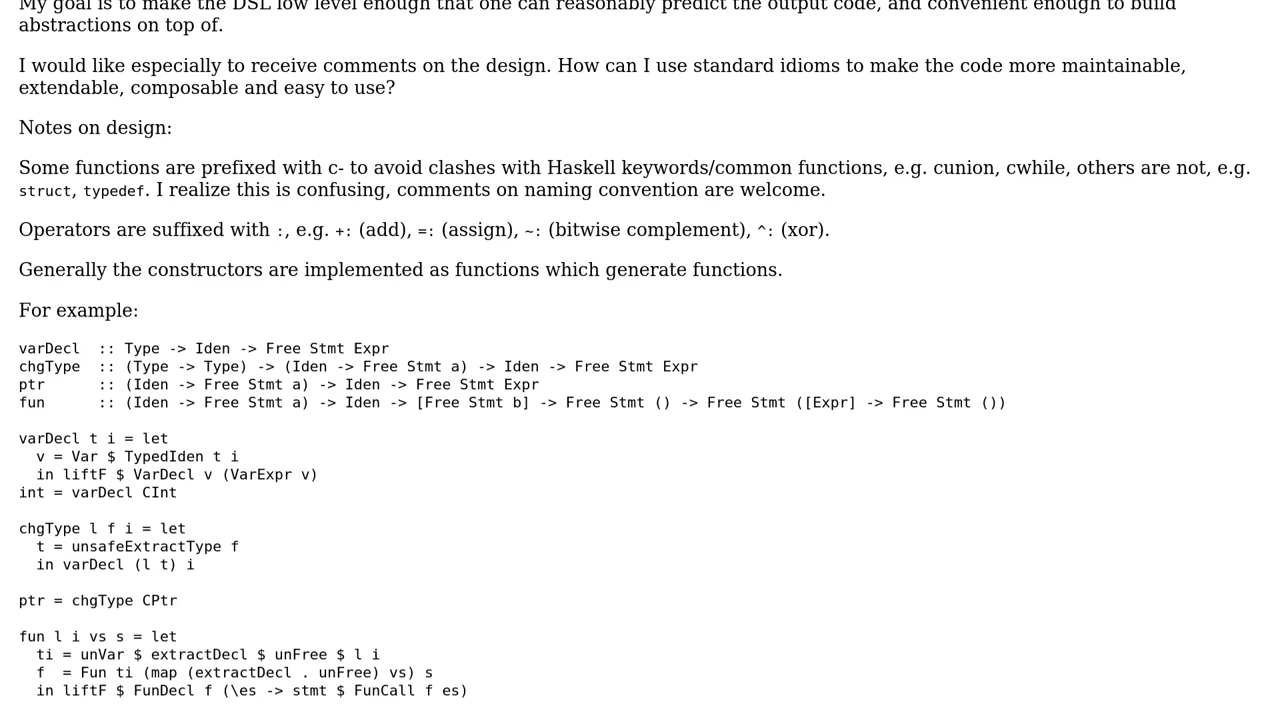 My goal is to make the DSL low level enough that one can reasonably predict the output code, and convenient enough to build
abstractions on top of.
I would like especially to receive comments on the design. How can I use standard idioms to make the code more maintainable,
extendable, composable and easy to use?
Notes on design:
Some functions are prefixed with c- to avoid clashes with Haskell keywords/common functions, e.g. cunion, cwhile, others are not, e.g.
struct, typedef. I realize this is confusing, comments on naming convention are welcome.
Operators are suffixed with :, e.g. +: (add), =: (assign), ~: (bitwise complement), ^: (xor).
Generally the constructors are implemented as functions which generate functions.
For example:
varDecl  :: Type -> Iden -> Free Stmt Expr
chgType  :: (Type -> Type) -> (Iden -> Free Stmt a) -> Iden -> Free Stmt Expr
ptr      :: (Iden -> Free Stmt a) -> Iden -> Free Stmt Expr
fun      :: (Iden -> Free Stmt a) -> Iden -> [Free Stmt b] -> Free Stmt () -> Free Stmt ([Expr] -> Free Stmt ())
varDecl t i = let
  v = Var $ TypedIden t i
  in liftF $ VarDecl v (VarExpr v)
int = varDecl CInt
chgType l f i = let
  t = unsafeExtractType f
  in varDecl (l t) i
ptr = chgType CPtr
fun l i vs s = let
  ti = unVar $ extractDecl $ unFree $ l i
  f  = Fun ti (map (extractDecl . unFree) vs) s
  in liftF $ FunDecl f (\es -> stmt $ FunCall f es)